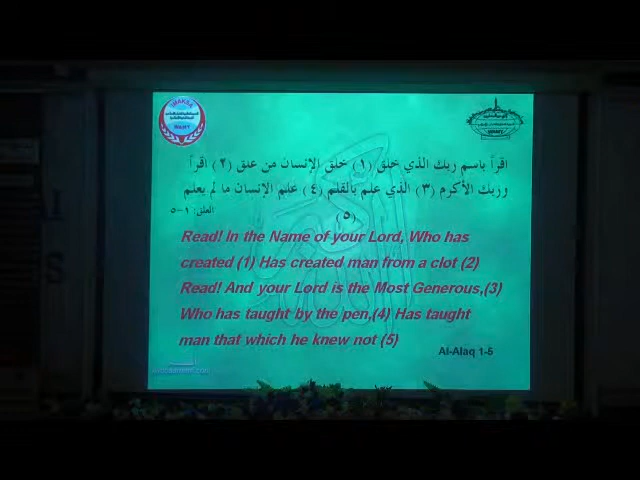 IMAKSA
WAMY
WAMY
اقرأ باسم ربك الذي خلق (١) خلق الإنسان من علق (٢) اقرأ
وربك الأكرم (٣) الذي علم بالقلم (٤) علم الإنسان ما لم يعلم
(٥)
العلق: ١-٥
Read! In the Name of your Lord, Who has
created (1) Has created man from a clot (2)
Read! And your Lord is the Most Generous,(3)
Who has taught by the pen,(4) Has taught
man that which he knew not (5)
Al-Alaq 1-5